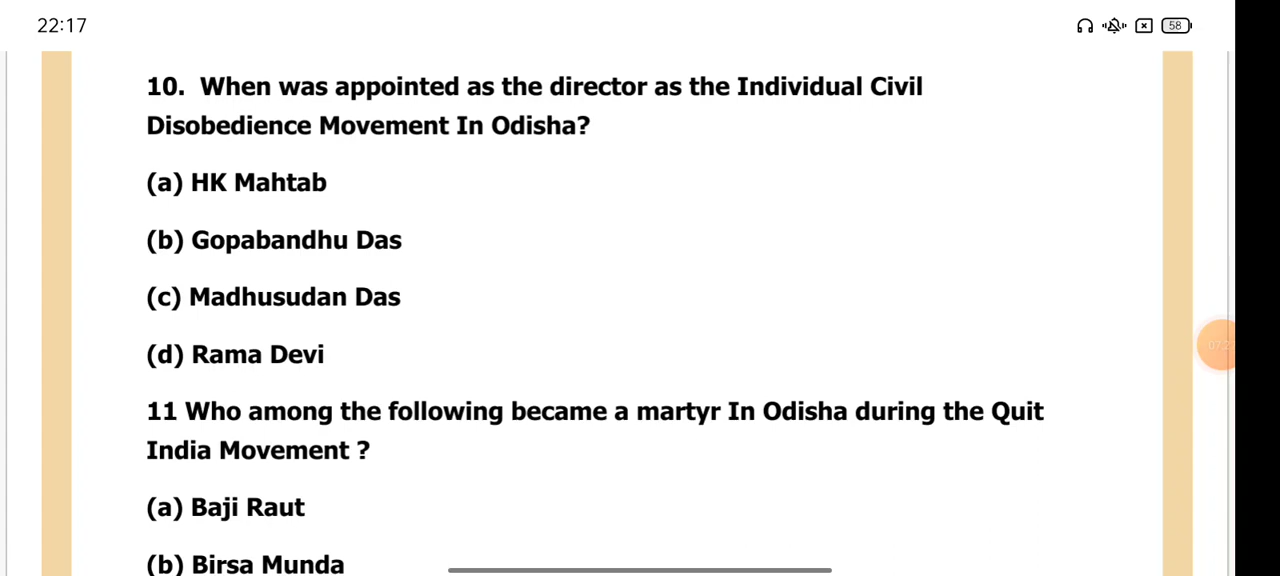 22:17
58
10. When was appointed as the director as the Individual Civil
Disobedience Movement In Odisha?
(a) HK Mahtab
(b) Gopabandhu Das
(c) Madhusudan Das
(d) Rama Devi
11 Who among the following became a martyr In Odisha during the Quit
India Movement ?
(a) Baji Raut
(b) Birsa Munda